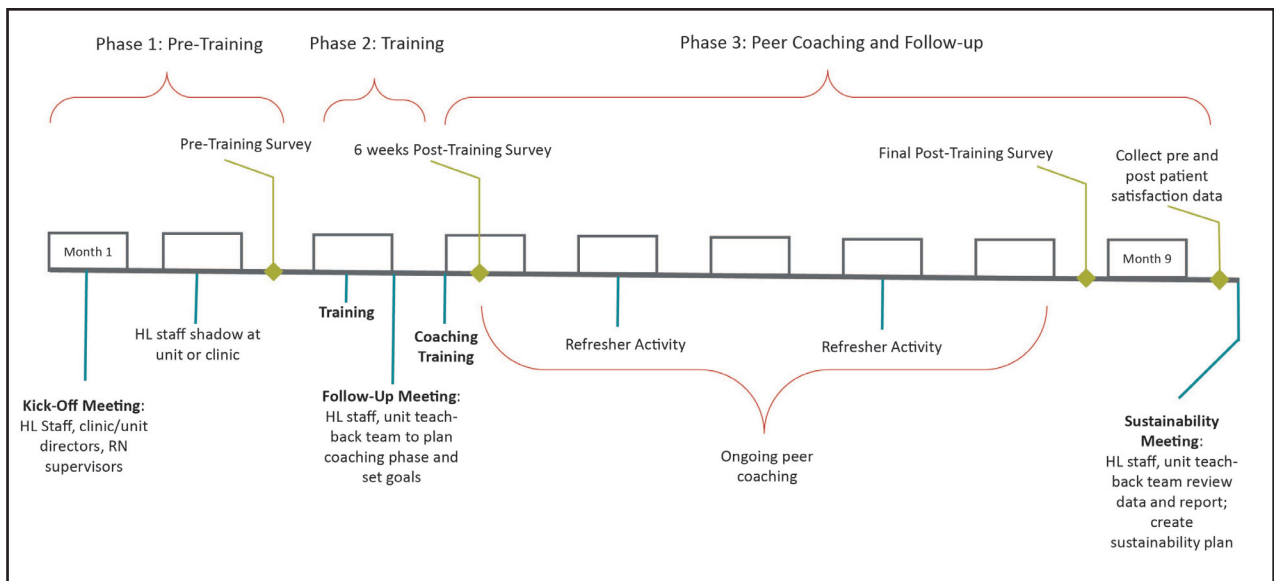 Phase 1: Pre-Training
Phase 2: Training
Phase 3: Peer Coaching and Follow-up
Pre-Training Survey
6 weeks Post-Training Survey
Final Post-Training Survey
Collect pre and
post patient
satisfaction data
Month 1
Month 9
HL staff shadow at
unit or clinic
Training
Coaching
Training
Refresher Activity
Refresher Activity
Kick-Off Meeting:
HL Staff, clinic/unit
directors, RN
supervisors
Follow-Up Meeting:
HL staff, unit teach-
back team to plan
coaching phase and
set goals
Ongoing peer
coaching
Sustainability
Meeting:
HL staff, unit teach-
back team review
data and report;
create
sustainability plan